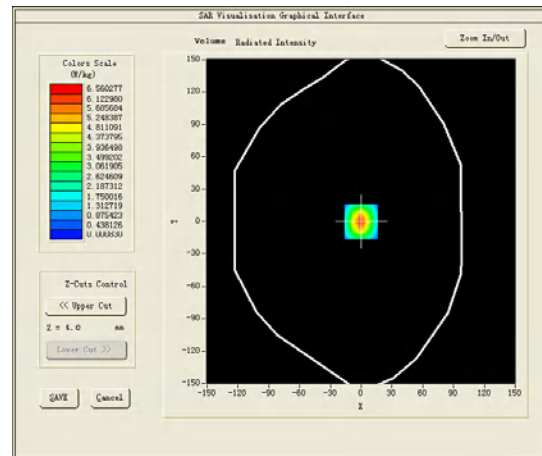 SAR Visualisation Graphical Interface
Volume Radiated Intensity
Zoom In/Out
Colors Scale
(W/kg)
6.560277
6.122980
5.685684
5.248387
4.811091
4.373795
3.936498
3.499202
3.061905
2.624609
2.187312
1.750016
1.312719
0.875423
0.438126
0.000830
Z-Cuts Control
<< Upper Cut
Z = 4.0 mm
Lower Cut >>
SAVE
Cancel
150
120
90
60
30
0
-30
-60
-90
-120
-150
Y
-150 -120 -90 -60 -30 0 30 60 90 120 150
X